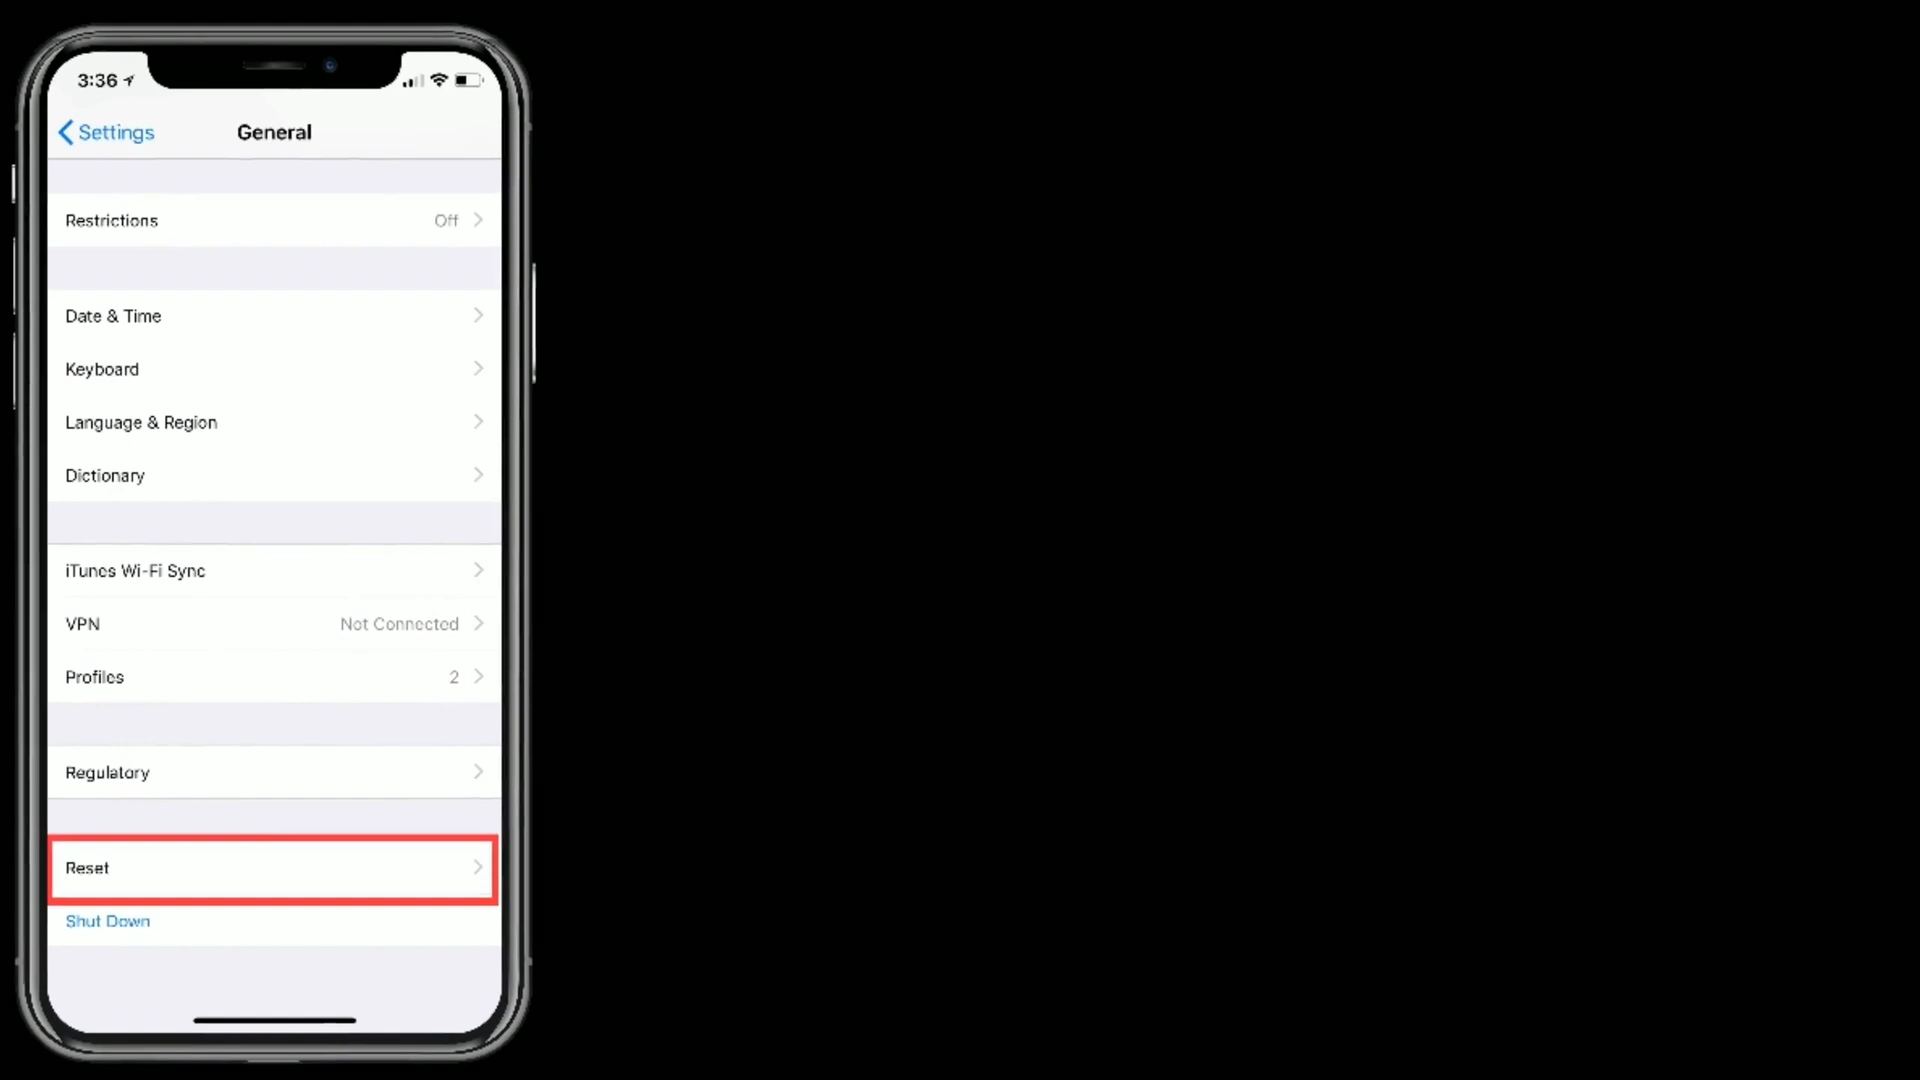 3:36
Settings General
Restrictions Off
Date & Time
Keyboard
Language & Region
Dictionary
iTunes Wi-Fi Sync
VPN Not Connected
Profiles 2
Regulatory
Reset
Shut Down